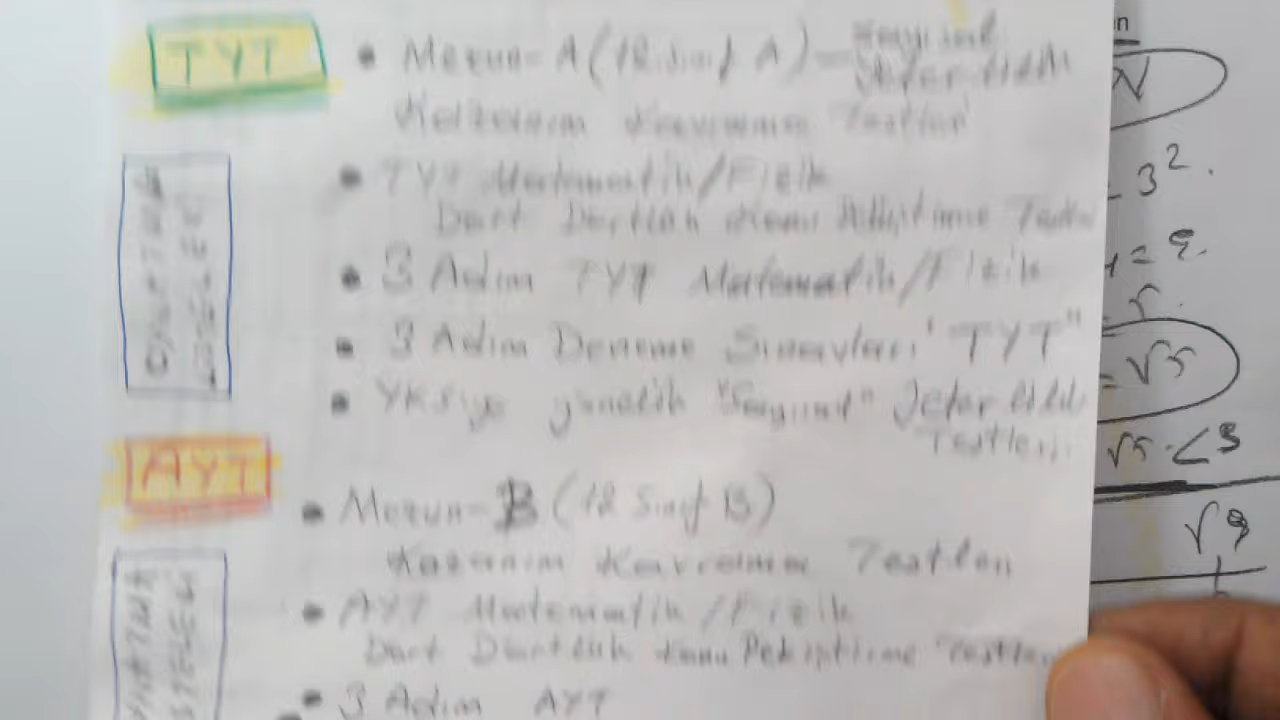 TYT
• Mezun-A (12.sınıf A) - Sayısal Jeterlilik
Kazanım Kavrama Testleri
• TYT Matematik/Fizik
Dört Dörtlük Konu Pekiştirme Testleri
• 3 Adım TYT Matematik/Fizik
• 3 Adım Deneme Sınavları "TYT"
• YKS'ye yönelik "Sayısal" Jeterlilik
Testleri
AYT
• Mezun-B (12 Sınıf B)
Kazanım Kavrama Testleri
• AYT Matematik/Fizik
Dört Dörtlük Konu Pekiştirme Testleri
• 3 Adım AYT
3².
√5
√5 < 3
√9